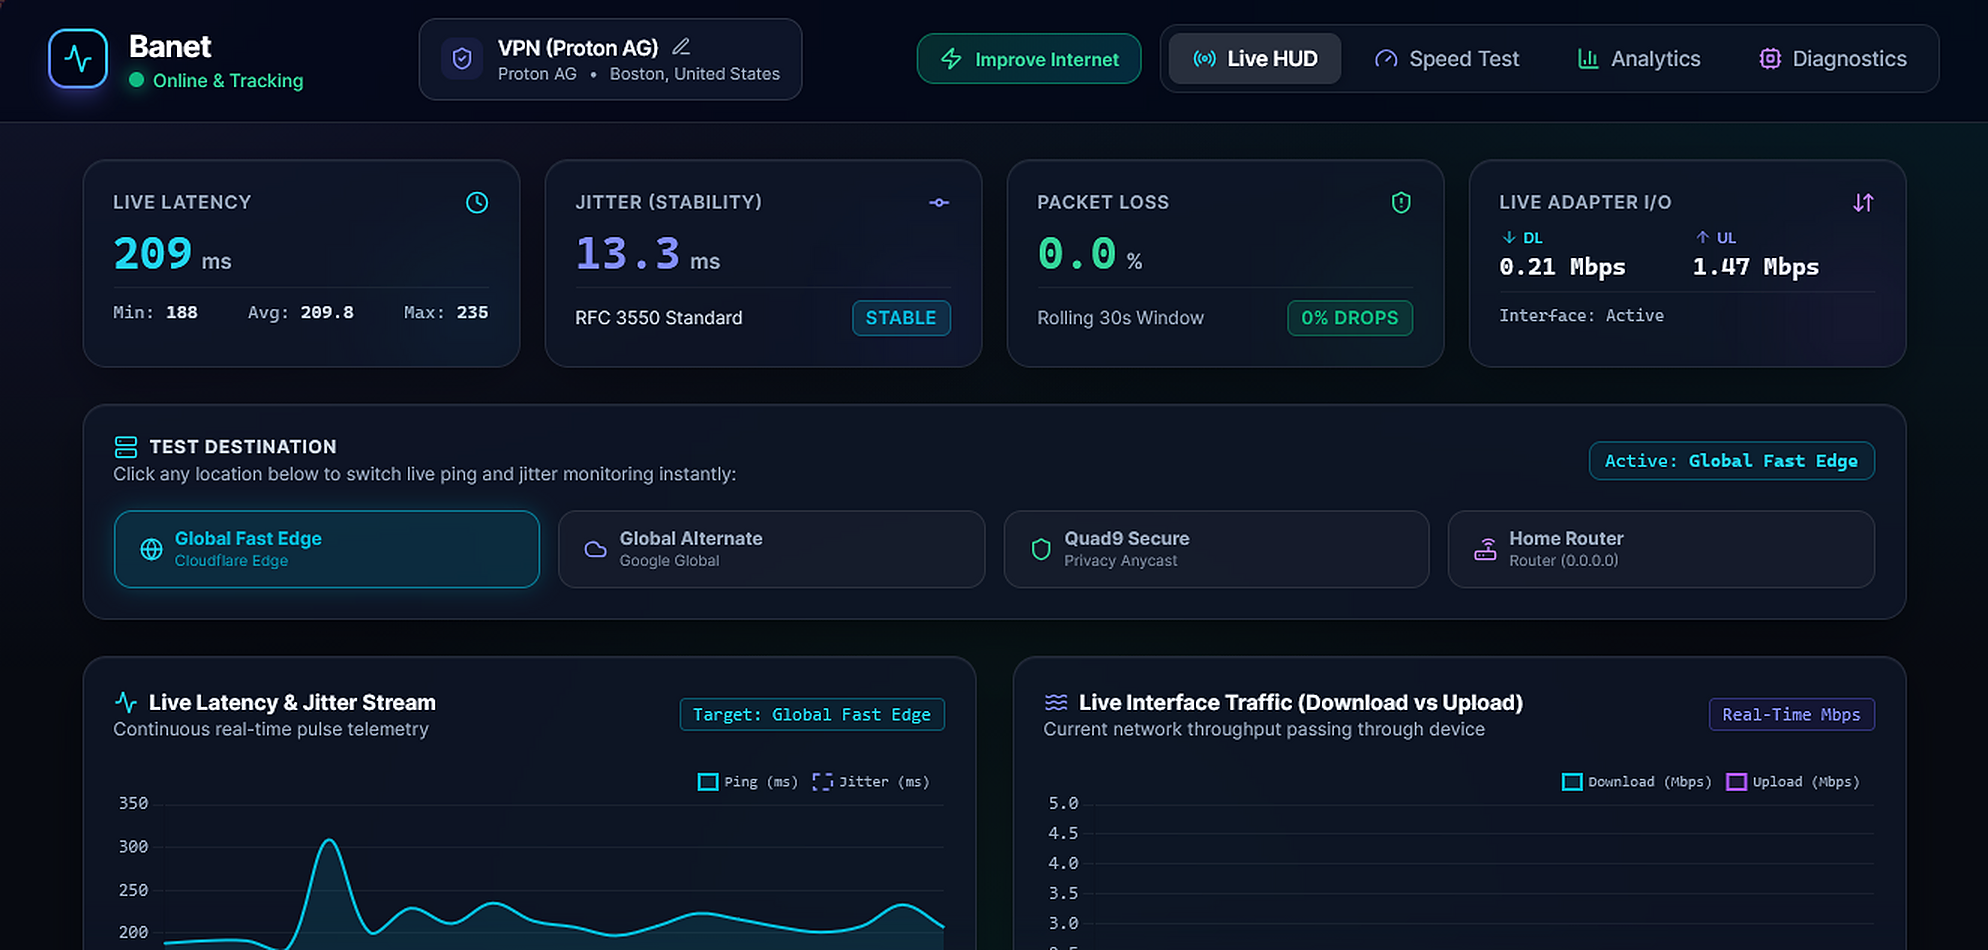 Banet
Online & Tracking
VPN (Proton AG)
Proton AG • Boston, United States
Improve Internet
Live HUD
Speed Test
Analytics
Diagnostics
LIVE LATENCY
209 ms
Min: 188 Avg: 209.8 Max: 235
JITTER (STABILITY)
13.3 ms
RFC 3550 Standard
STABLE
PACKET LOSS
0.0 %
Rolling 30s Window
0% DROPS
LIVE ADAPTER I/O
DL
0.21 Mbps
UL
1.47 Mbps
Interface: Active
TEST DESTINATION
Click any location below to switch live ping and jitter monitoring instantly:
Active: Global Fast Edge
Global Fast Edge
Cloudflare Edge
Global Alternate
Google Global
Quad9 Secure
Privacy Anycast
Home Router
Router (0.0.0.0)
Live Latency & Jitter Stream
Continuous real-time pulse telemetry
Target: Global Fast Edge
Ping (ms) Jitter (ms)
350
300
250
200
Live Interface Traffic (Download vs Upload)
Current network throughput passing through device
Real-Time Mbps
Download (Mbps) Upload (Mbps)
5.0
4.5
4.0
3.5
3.0